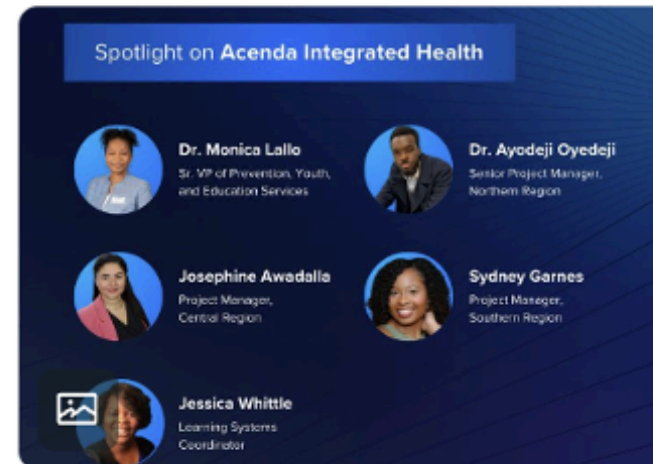 Spotlight on Acenda Integrated Health
Dr. Monica Lallo
Sr. VP of Prevention, Youth,
and Education Services
Dr. Ayodeji Oyedeji
Senior Project Manager,
Northern Region
Josephine Awadalla
Project Manager,
Central Region
Sydney Garnes
Project Manager,
Southern Region
Jessica Whittle
Learning Systems
Coordinator